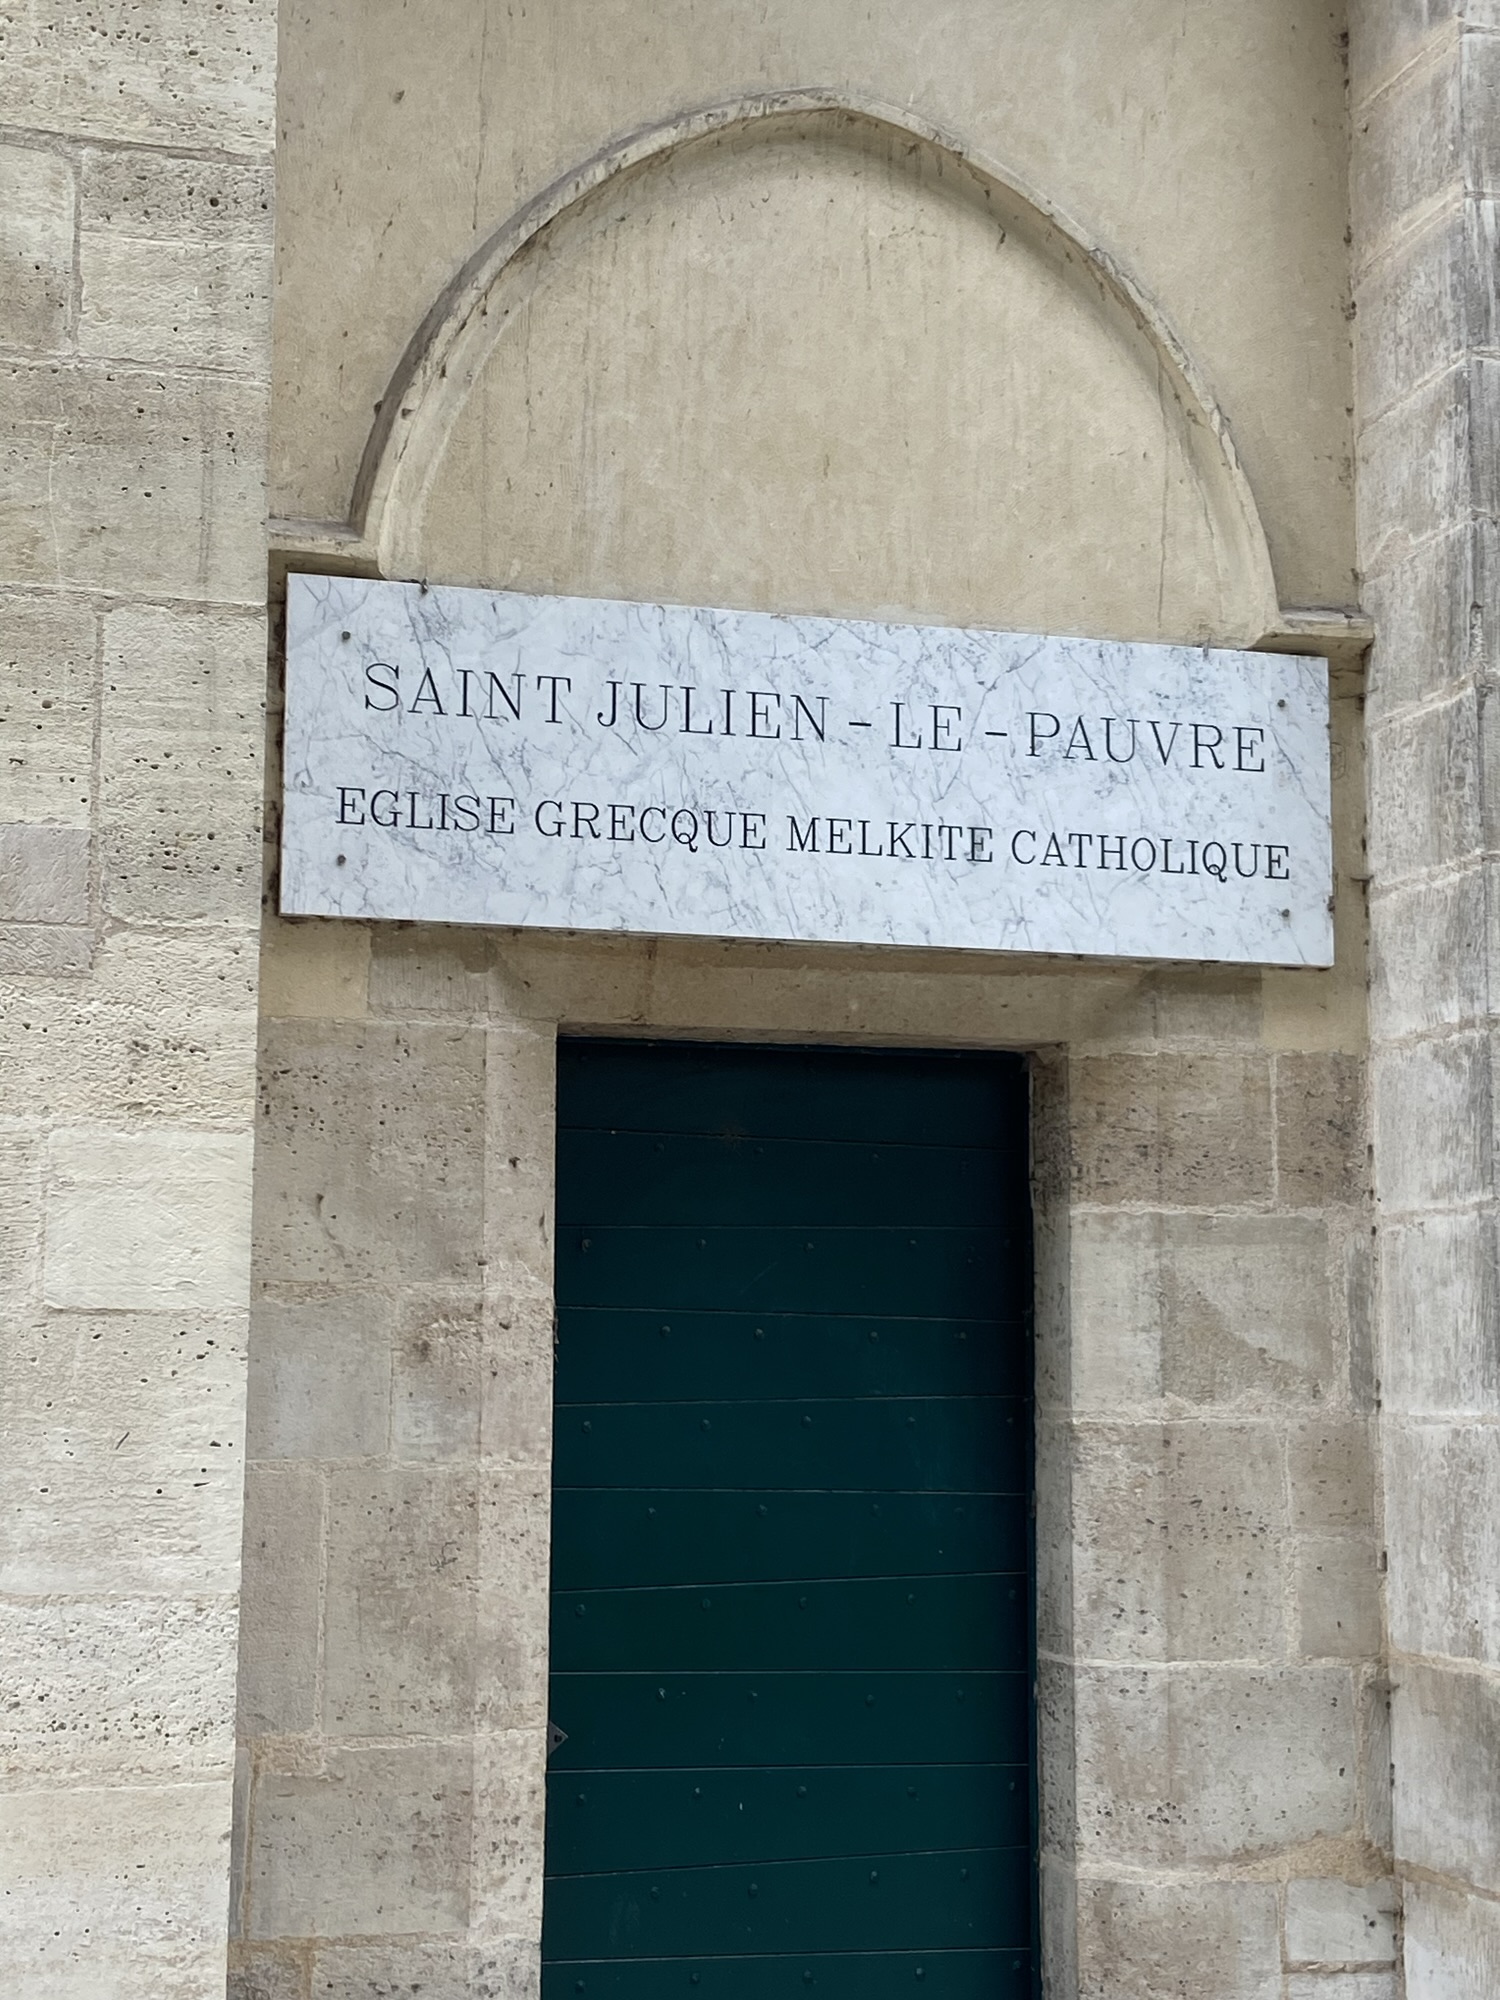 SAINT JULIEN - LE - PAUVRE
EGLISE GRECQUE MELKITE CATHOLIQUE